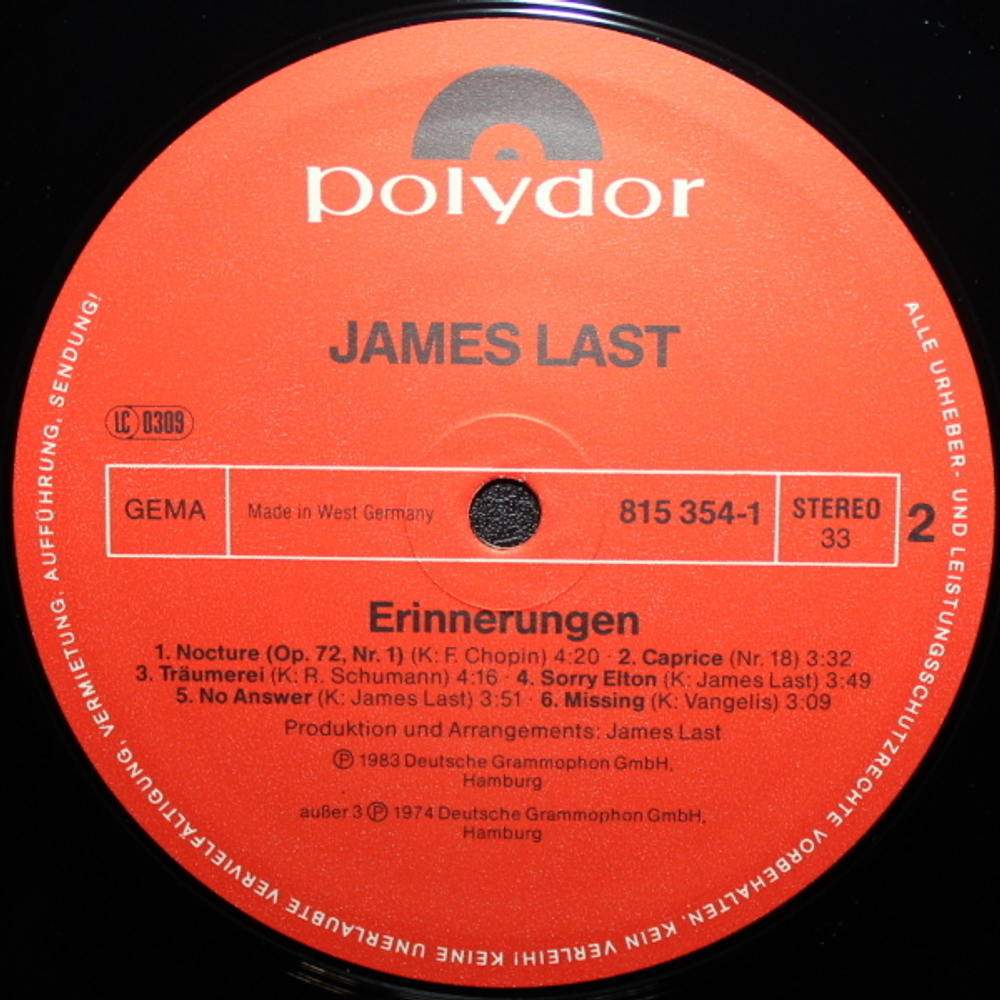 polydor
JAMES LAST
LC 0309
GEMA
Made in West Germany
815 354-1
STEREO
33
2
Erinnerungen
1. Nocture (Op. 72, Nr. 1) (K: F. Chopin) 4:20 · 2. Caprice (Nr. 18) 3:32
3. Träumerei (K: R. Schumann) 4:16 · 4. Sorry Elton (K: James Last) 3:49
5. No Answer (K: James Last) 3:51 · 6. Missing (K: Vangelis) 3:09
Produktion und Arrangements: James Last
Ⓟ 1983 Deutsche Grammophon GmbH,
Hamburg
außer 3 Ⓟ 1974 Deutsche Grammophon GmbH,
Hamburg
ALLE URHEBER- UND LEISTUNGSSCHUTZRECHTE VORBEHALTEN. KEIN VERLEIH! KEINE UNERLAUBTE VERVIELFÄLTIGUNG, VERMIETUNG, AUFFÜHRUNG, SENDUNG!